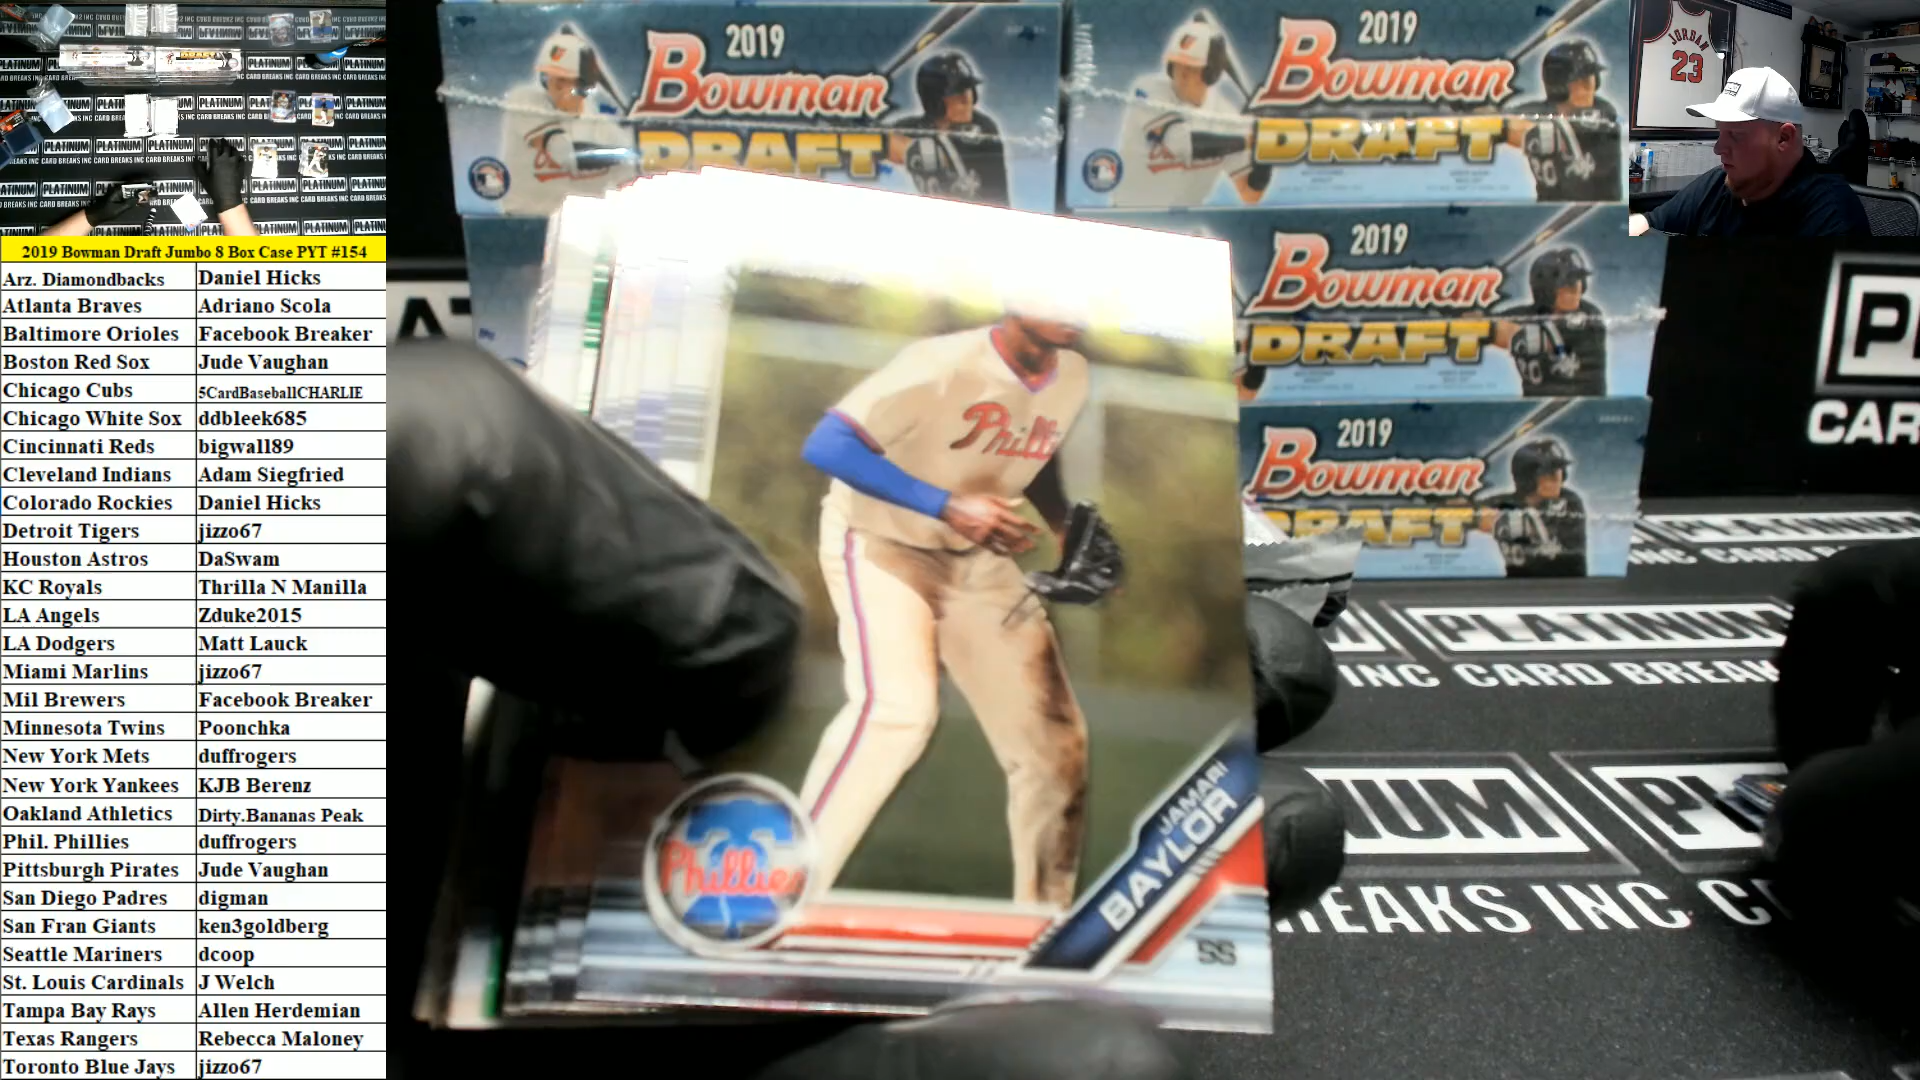 2019 Bowman Draft Jumbo 8 Box Case PYT #154
Arz. Diamondbacks Daniel Hicks
Atlanta Braves Adriano Scola
Baltimore Orioles Facebook Breaker
Boston Red Sox Jude Vaughan
Chicago Cubs 5CardBaseballCHARLIE
Chicago White Sox ddbleek685
Cincinnati Reds bigwall89
Cleveland Indians Adam Siegfried
Colorado Rockies Daniel Hicks
Detroit Tigers jizzo67
Houston Astros DaSwam
KC Royals Thrilla N Manilla
LA Angels Zduke2015
LA Dodgers Matt Lauck
Miami Marlins jizzo67
Mil Brewers Facebook Breaker
Minnesota Twins Poonchka
New York Mets duffrogers
New York Yankees KJB Berenz
Oakland Athletics Dirty.Bananas Peak
Phil. Phillies duffrogers
Pittsburgh Pirates Jude Vaughan
San Diego Padres digman
San Fran Giants ken3goldberg
Seattle Mariners dcoop
St. Louis Cardinals J Welch
Tampa Bay Rays Allen Herdemian
Texas Rangers Rebecca Maloney
Toronto Blue Jays jizzo67
2019
Bowman
DRAFT
2019
Bowman
DRAFT
2019
Bowman
DRAFT
2019
Bowman
DRAFT
JORDAN
23
Phillies
JAMARI
BAYLOR
SS
PLATINUM
INC CARD BREAK
CAR
BREAKS INC